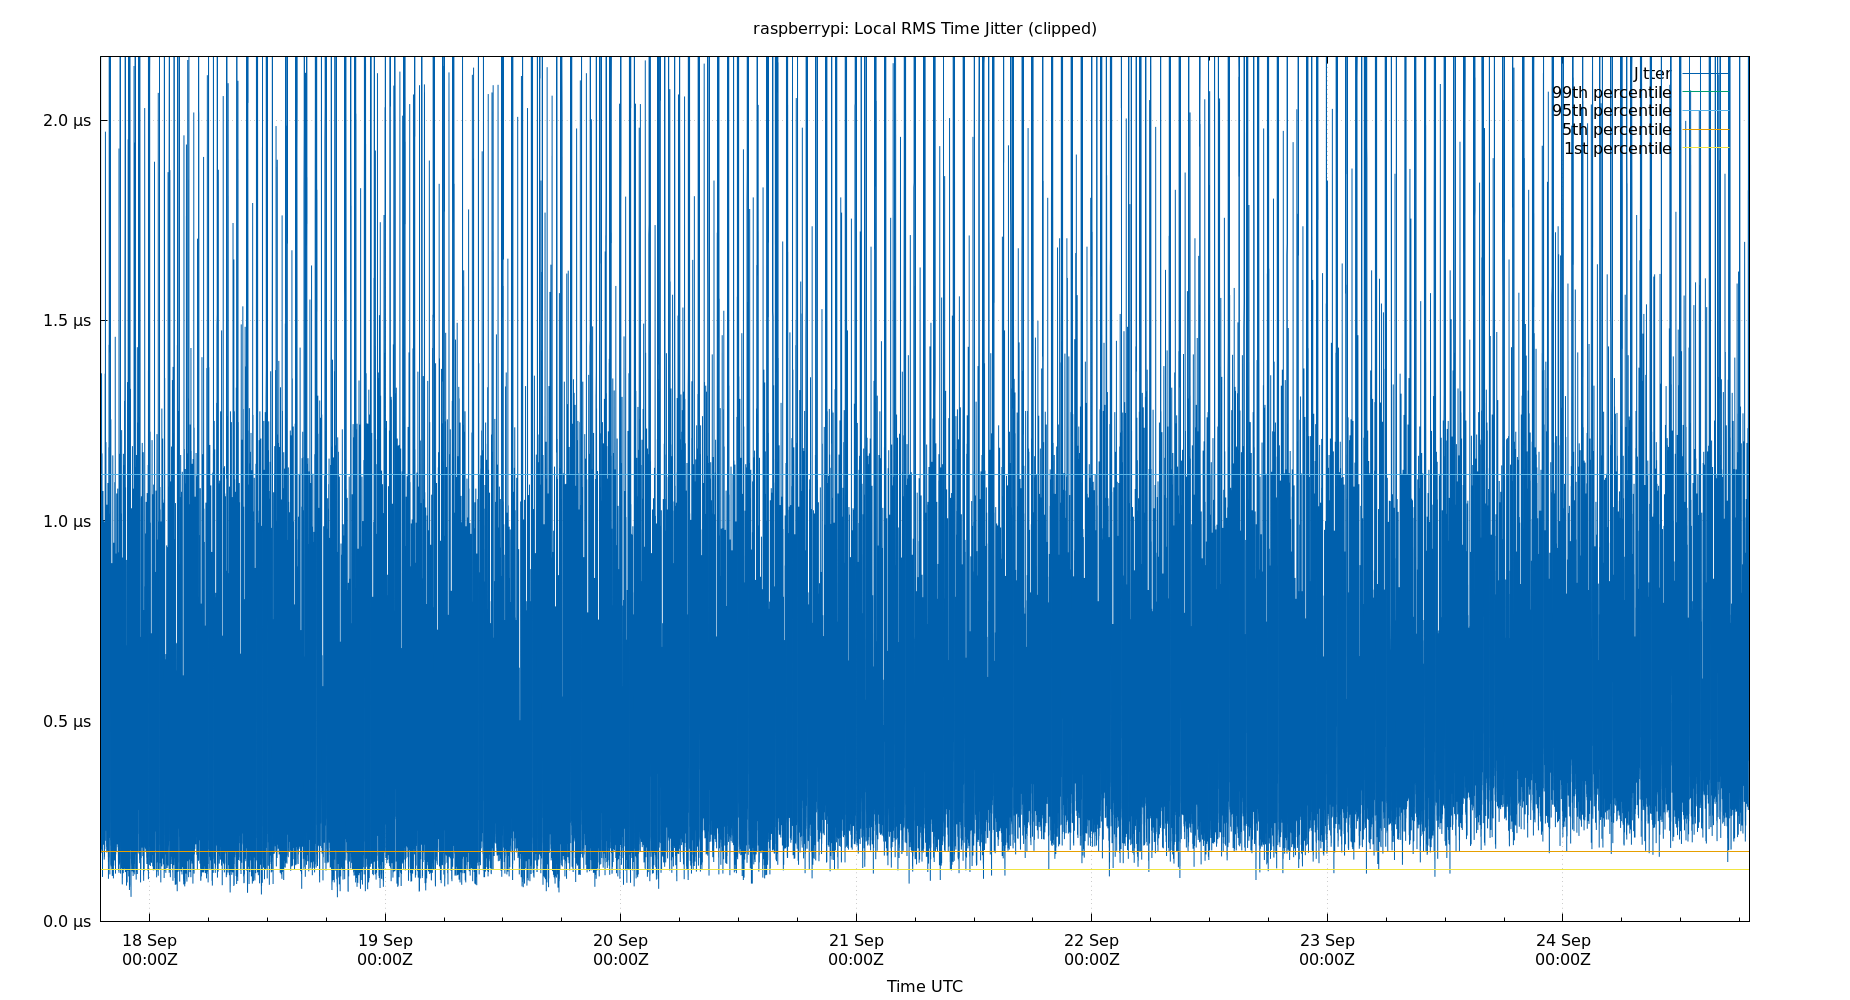 raspberrypi: Local RMS Time Jitter (clipped)
Jitter
99th percentile
95th percentile
5th percentile
1st percentile
2.0 µs
1.5 µs
1.0 µs
0.5 µs
0.0 µs
18 Sep 19 Sep 20 Sep 21 Sep 22 Sep 23 Sep 24 Sep
00:00Z 00:00Z 00:00Z 00:00Z 00:00Z 00:00Z 00:00Z
Time UTC